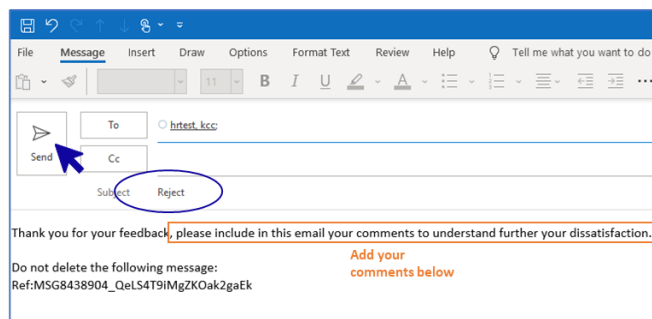 File Message Insert Draw Options Format Text Review Help Tell me what you want to do
11 B I U A
To hrtest, kcc;
Send
Cc
Subject Reject
Thank you for your feedback, please include in this email your comments to understand further your dissatisfaction.
Add your
comments below
Do not delete the following message:
Ref:MSG8438904_QeLS4T9iMgZKOak2gaEk